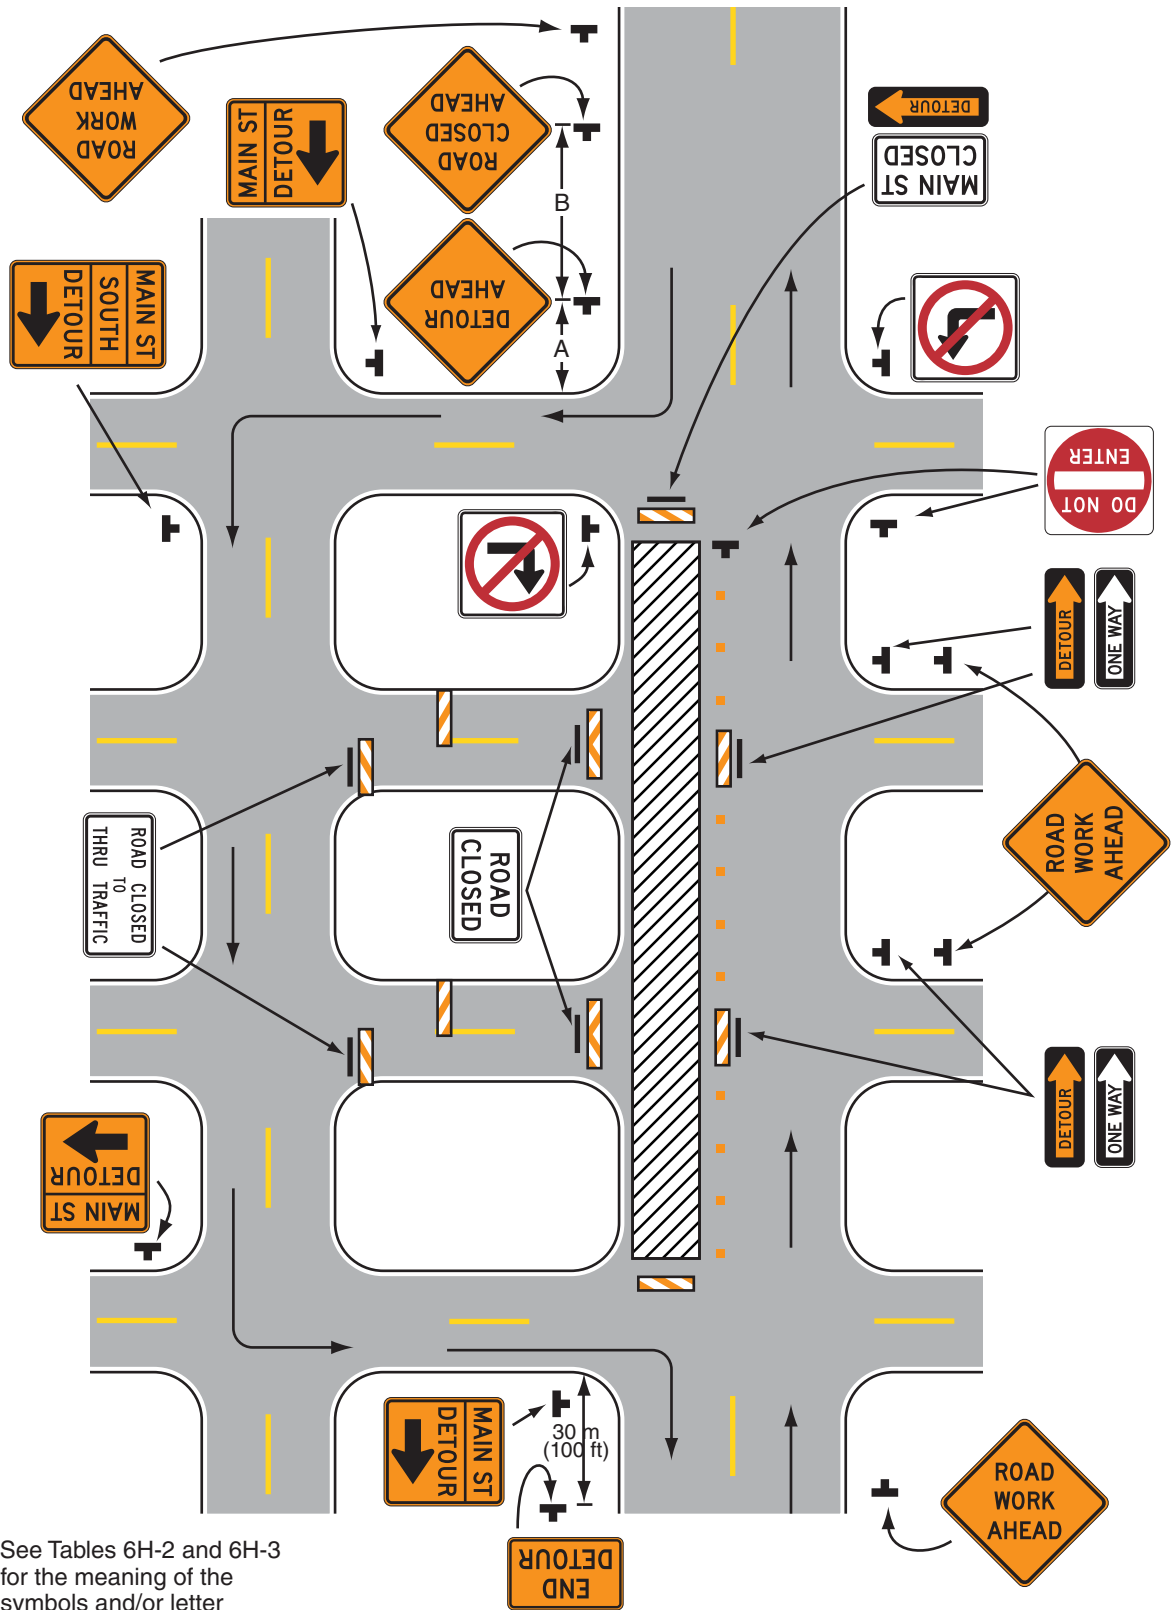 ROAD
WORK
AHEAD
MAIN ST
DETOUR
ROAD
CLOSED
AHEAD
B
DETOUR
MAIN ST
CLOSED
MAIN ST
SOUTH
DETOUR
DETOUR
AHEAD
A
DO NOT
ENTER
DETOUR
ONE WAY
ROAD
WORK
AHEAD
ROAD CLOSED
TO
THRU TRAFFIC
ROAD
CLOSED
DETOUR
ONE WAY
MAIN ST
DETOUR
MAIN ST
DETOUR
30 m
(100 ft)
END
DETOUR
ROAD
WORK
AHEAD
See Tables 6H-2 and 6H-3
for the meaning of the
symbols and/or letter